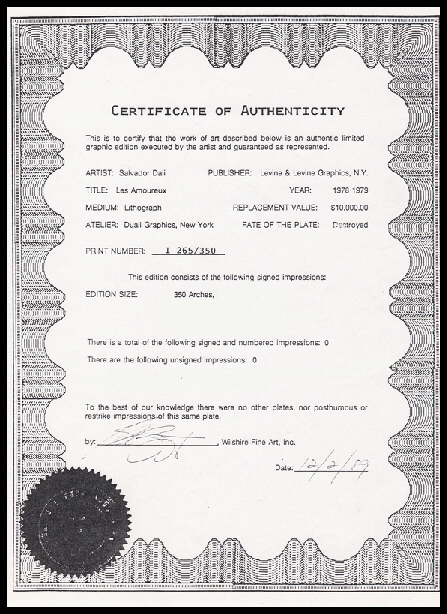 CERTIFICATE OF AUTHENTICITY
This is to certify that the work of art described below is an authentic limited
graphic edition executed by the artist and guaranteed as represented.
ARTIST: Salvador Dali PUBLISHER: Levine & Levine Graphics, N.Y.
TITLE: Les Amoureux YEAR: 1978 1979
MEDIUM: Lithograph REPLACEMENT VALUE: $10,000.00
ATELIER: Duall Graphics, New York FATE OF THE PLATE: Destroyed
PRINT NUMBER: I 265/350
This edition consists of the following signed impressions:
EDITION SIZE: 350 Arches,
There is a total of the following signed and numbered impressions: 0
There are the following unsigned impressions: 0
To the best of our knowledge there were no other plates, nor posthumous or
restrike impressions of this same plate.
by: , Wilshire Fine Art, Inc.
Date: